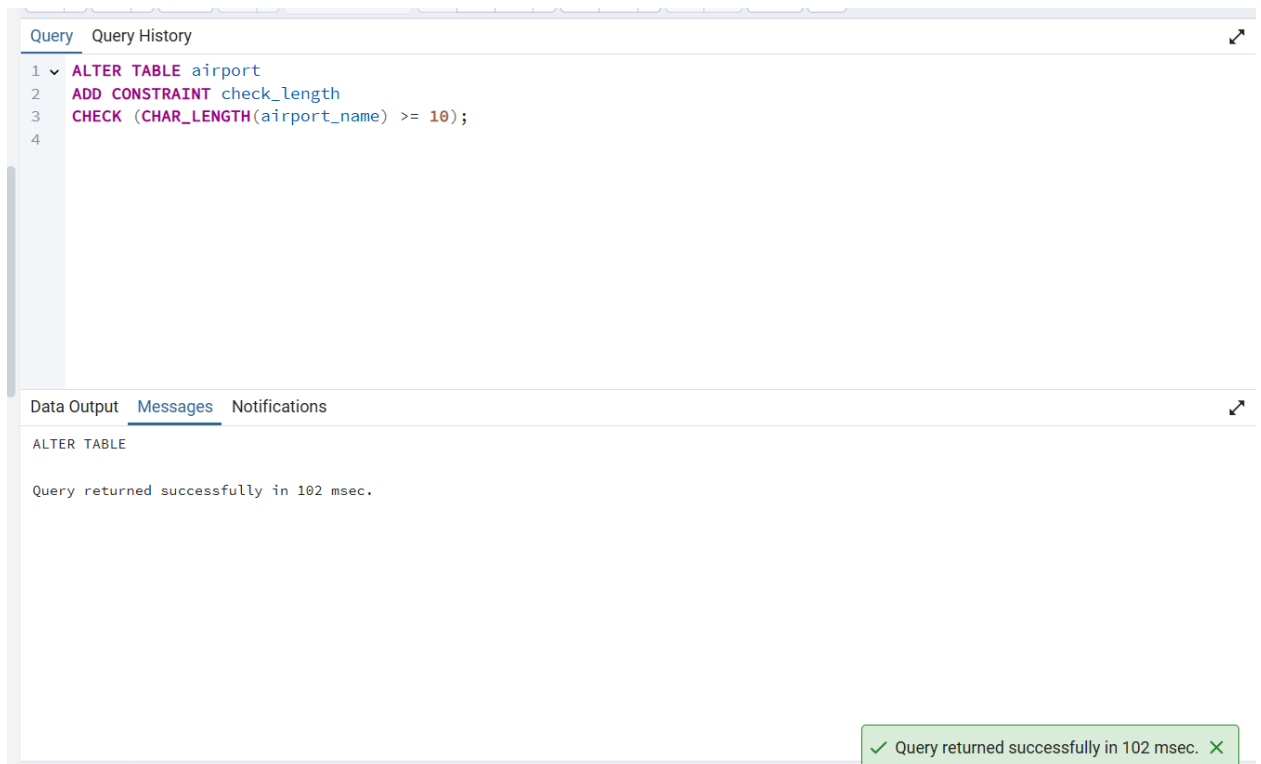 Query Query History
1 ALTER TABLE airport
2 ADD CONSTRAINT check_length
3 CHECK (CHAR_LENGTH(airport_name) >= 10);
4
Data Output Messages Notifications
ALTER TABLE
Query returned successfully in 102 msec.
Query returned successfully in 102 msec.